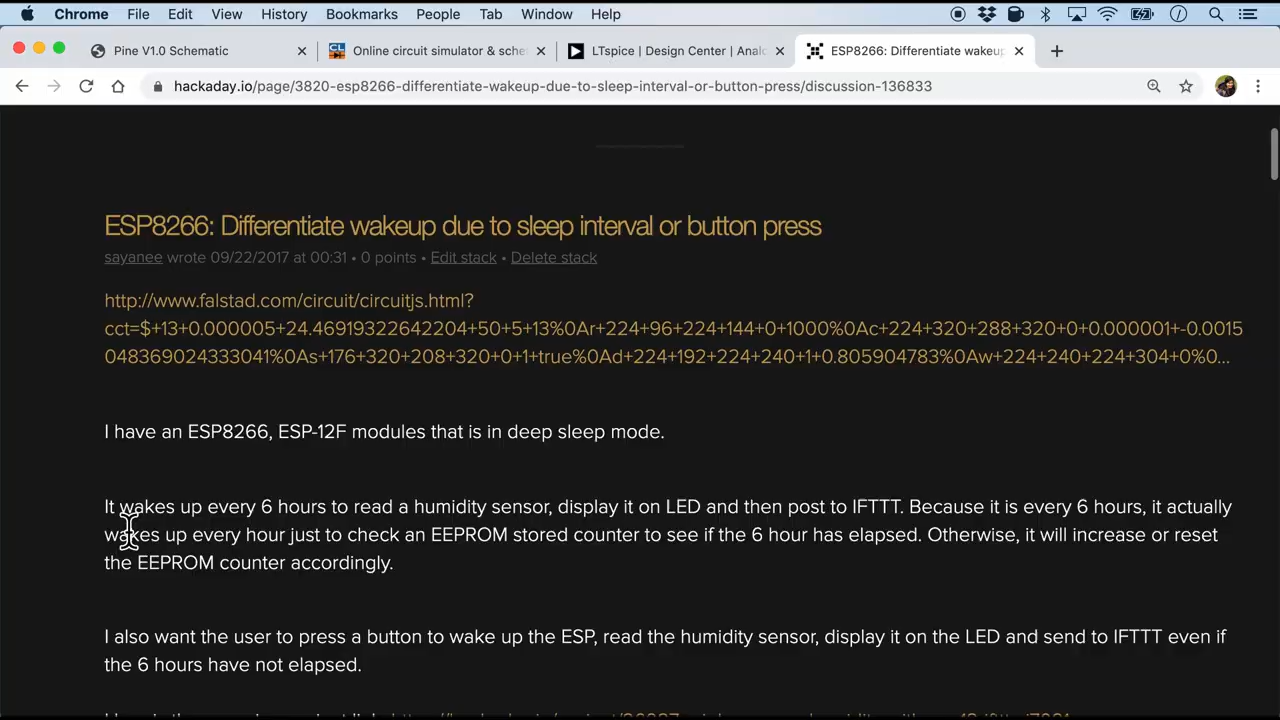 Chrome File Edit View History Bookmarks People Tab Window Help
Pine V1.0 Schematic
Online circuit simulator & sche
LTspice | Design Center | Anal
ESP8266: Differentiate wakeup
hackaday.io/page/3820-esp8266-differentiate-wakeup-due-to-sleep-interval-or-button-press/discussion-136833
ESP8266: Differentiate wakeup due to sleep interval or button press
sayanee wrote 09/22/2017 at 00:31 • 0 points • Edit stack • Delete stack
http://www.falstad.com/circuit/circuitjs.html?
cct=$+13+0.000005+24.46919322642204+50+5+13%0Ar+224+96+224+144+0+1000%0Ac+224+320+288+320+0+0.000001+-0.0015
048369024333041%0As+176+320+208+320+0+1+true%0Ad+224+192+224+240+1+0.805904783%0Aw+224+240+224+304+0%0...
I have an ESP8266, ESP-12F modules that is in deep sleep mode.
It wakes up every 6 hours to read a humidity sensor, display it on LED and then post to IFTTT. Because it is every 6 hours, it actually
wakes up every hour just to check an EEPROM stored counter to see if the 6 hour has elapsed. Otherwise, it will increase or reset
the EEPROM counter accordingly.
I also want the user to press a button to wake up the ESP, read the humidity sensor, display it on the LED and send to IFTTT even if
the 6 hours have not elapsed.